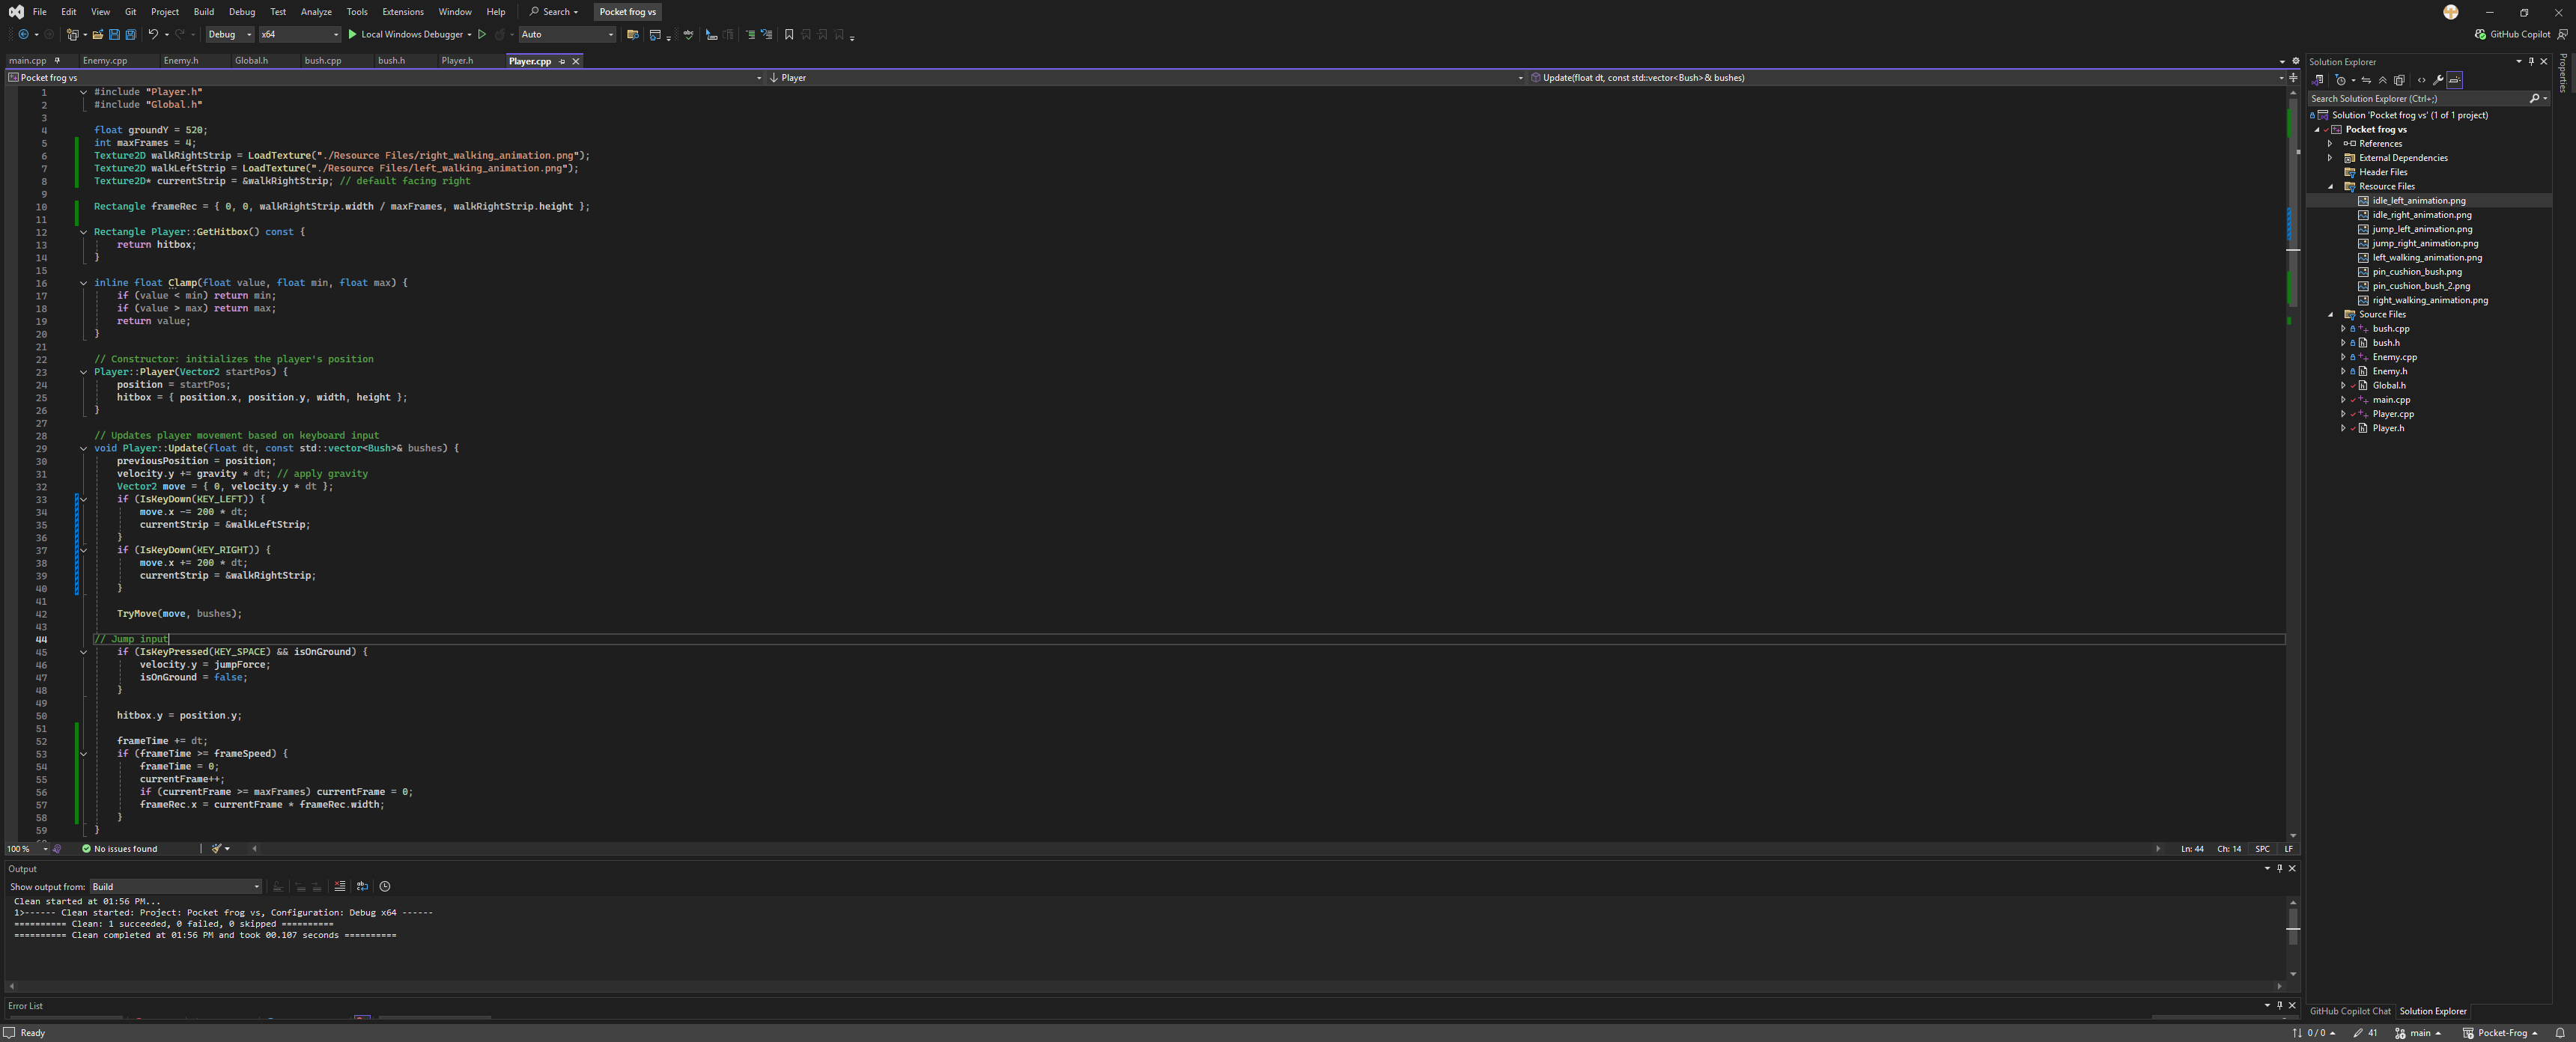 File Edit View Git Project Build Debug Test Analyze Tools Extensions Window Help Search Pocket frog vs
Debug x64 Local Windows Debugger Auto GitHub Copilot
main.cpp Enemy.cpp Enemy.h Global.h bush.cpp bush.h Player.h Player.cpp
Pocket frog vs Player Update(float dt, const std::vector<Bush>& bushes)
1 #include "Player.h"
2 #include "Global.h"
3
4 float groundY = 520;
5 int maxFrames = 4;
6 Texture2D walkRightStrip = LoadTexture("./Resource Files/right_walking_animation.png");
7 Texture2D walkLeftStrip = LoadTexture("./Resource Files/left_walking_animation.png");
8 Texture2D* currentStrip = &walkRightStrip; // default facing right
9
10 Rectangle frameRec = { 0, 0, walkRightStrip.width / maxFrames, walkRightStrip.height };
11
12 Rectangle Player::GetHitbox() const {
13 return hitbox;
14 }
15
16 inline float Clamp(float value, float min, float max) {
17 if (value < min) return min;
18 if (value > max) return max;
19 return value;
20 }
21
22 // Constructor: initializes the player's position
23 Player::Player(Vector2 startPos) {
24 position = startPos;
25 hitbox = { position.x, position.y, width, height };
26 }
27
28 // Updates player movement based on keyboard input
29 void Player::Update(float dt, const std::vector<Bush>& bushes) {
30 previousPosition = position;
31 velocity.y += gravity * dt; // apply gravity
32 Vector2 move = { 0, velocity.y * dt };
33 if (IsKeyDown(KEY_LEFT)) {
34 move.x -= 200 * dt;
35 currentStrip = &walkLeftStrip;
36 }
37 if (IsKeyDown(KEY_RIGHT)) {
38 move.x += 200 * dt;
39 currentStrip = &walkRightStrip;
40 }
41
42 TryMove(move, bushes);
43
44 // Jump input
45 if (IsKeyPressed(KEY_SPACE) && isOnGround) {
46 velocity.y = jumpForce;
47 isOnGround = false;
48 }
49
50 hitbox.y = position.y;
51
52 frameTime += dt;
53 if (frameTime >= frameSpeed) {
54 frameTime = 0;
55 currentFrame++;
56 if (currentFrame >= maxFrames) currentFrame = 0;
57 frameRec.x = currentFrame * frameRec.width;
58 }
59 }
100 % No issues found Ln: 44 Ch: 14 SPC LF
Output
Show output from: Build
Clean started at 01:56 PM...
1>------ Clean started: Project: Pocket frog vs, Configuration: Debug x64 ------
========== Clean: 1 succeeded, 0 failed, 0 skipped ==========
========== Clean completed at 01:56 PM and took 00.107 seconds ==========
Error List
Ready
Solution Explorer
Search Solution Explorer (Ctrl+;)
Solution 'Pocket frog vs' (1 of 1 project)
Pocket frog vs
References
External Dependencies
Header Files
Resource Files
idle_left_animation.png
idle_right_animation.png
jump_left_animation.png
jump_right_animation.png
left_walking_animation.png
pin_cushion_bush.png
pin_cushion_bush_2.png
right_walking_animation.png
Source Files
bush.cpp
bush.h
Enemy.cpp
Enemy.h
Global.h
main.cpp
Player.cpp
Player.h
Properties
GitHub Copilot Chat Solution Explorer
0 / 0 41 main Pocket-Frog